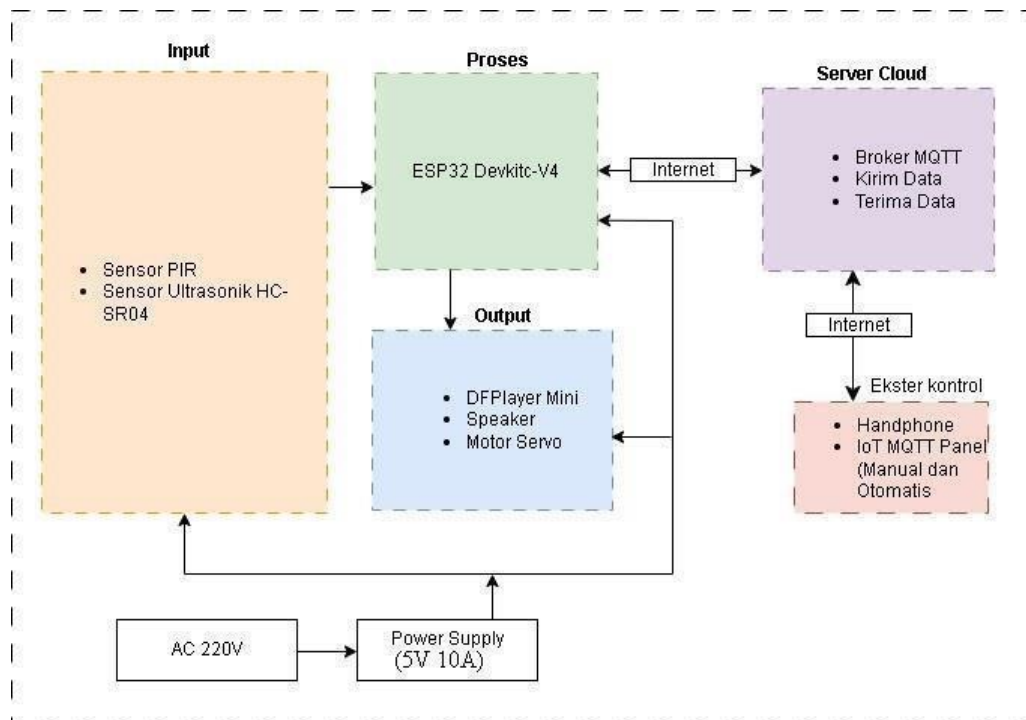 Input
Sensor PIR
Sensor Ultrasonik HC-
SR04
Proses
ESP32 Devkitc-V4
Internet
Server Cloud
Broker MQTT
Kirim Data
Terima Data
Internet
Output
DFPlayer Mini
Speaker
Motor Servo
Ekster kontrol
Handphone
IoT MQTT Panel
(Manual dan
Otomatis
AC 220V
Power Supply
(5V 10A)